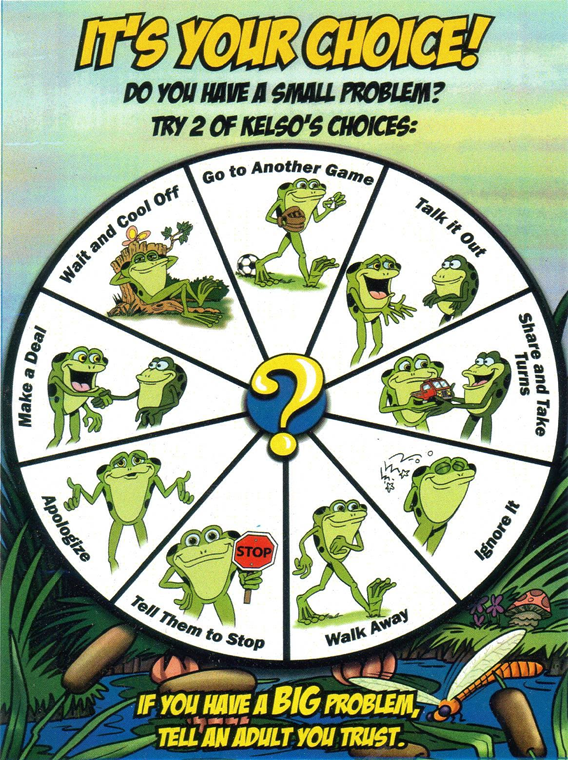 IT'S YOUR CHOICE!
DO YOU HAVE A SMALL PROBLEM?
TRY 2 OF KELSO'S CHOICES:
Go to Another Game
Talk it Out
Share and Take
Turns
Ignore It
Walk Away
STOP
Tell Them to Stop
Apologize
Make a Deal
Wait and Cool Off
?
IF YOU HAVE A BIG PROBLEM,
TELL AN ADULT YOU TRUST.